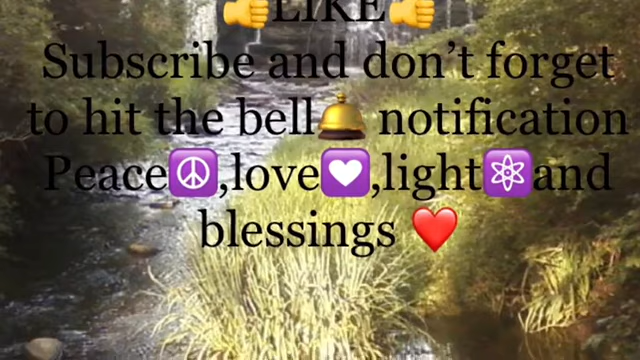 👍LIKE👍
Subscribe and don’t forget
to hit the bell🛎️ notification
Peace☮️,love💟,light⚛️and
blessings ❤️